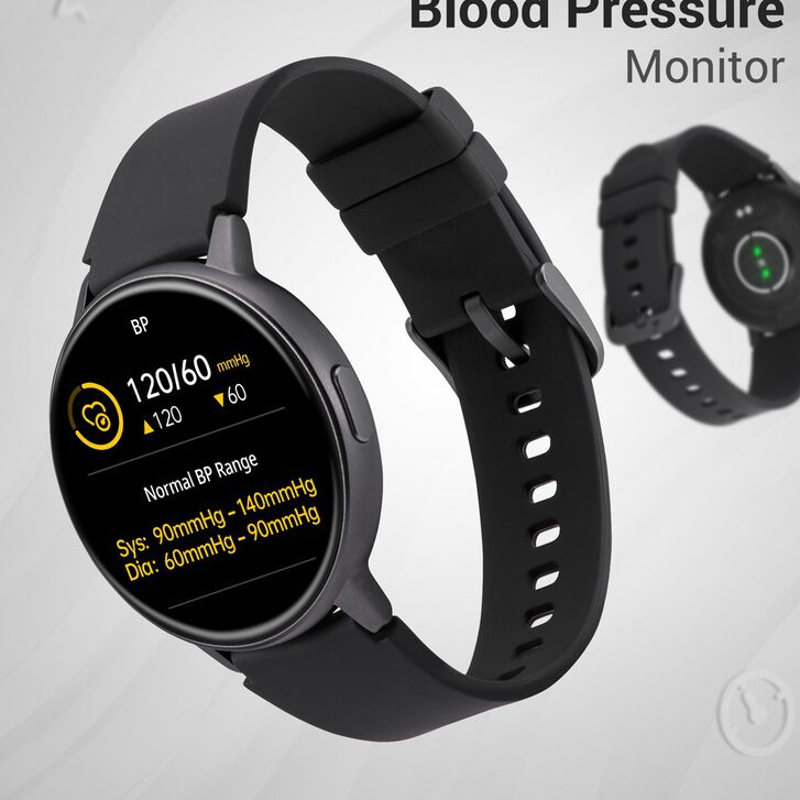 Blood Pressure
Monitor
BP
120/60 mmHg
▲120 ▼60
Normal BP Range
Sys: 90mmHg - 140mmHg
Dia: 60mmHg - 90mmHg